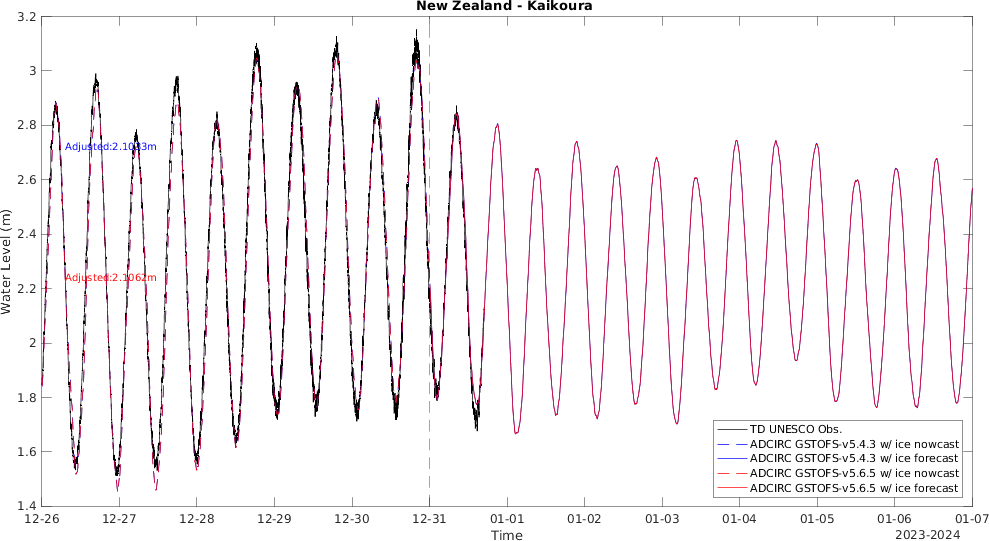 New Zealand - Kaikoura
Water Level (m)
3.2
3
2.8
2.6
2.4
2.2
2
1.8
1.6
1.4
Adjusted:2.1033m
Adjusted:2.1062m
TD UNESCO Obs.
ADCIRC GSTOFS-v5.4.3 w/ ice nowcast
ADCIRC GSTOFS-v5.4.3 w/ ice forecast
ADCIRC GSTOFS-v5.6.5 w/ ice nowcast
ADCIRC GSTOFS-v5.6.5 w/ ice forecast
12-26 12-27 12-28 12-29 12-30 12-31 01-01 01-02 01-03 01-04 01-05 01-06 01-07
Time
2023-2024